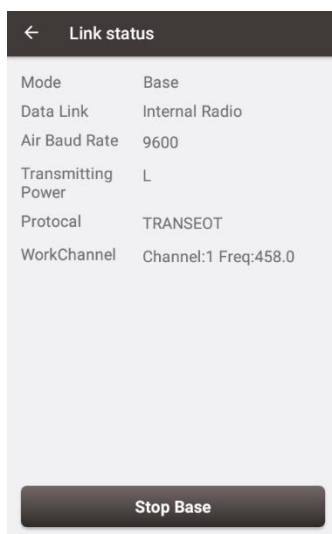 Link status
Mode Base
Data Link Internal Radio
Air Baud Rate 9600
Transmitting Power L
Protocal TRANSEOT
WorkChannel Channel:1 Freq:458.0
Stop Base